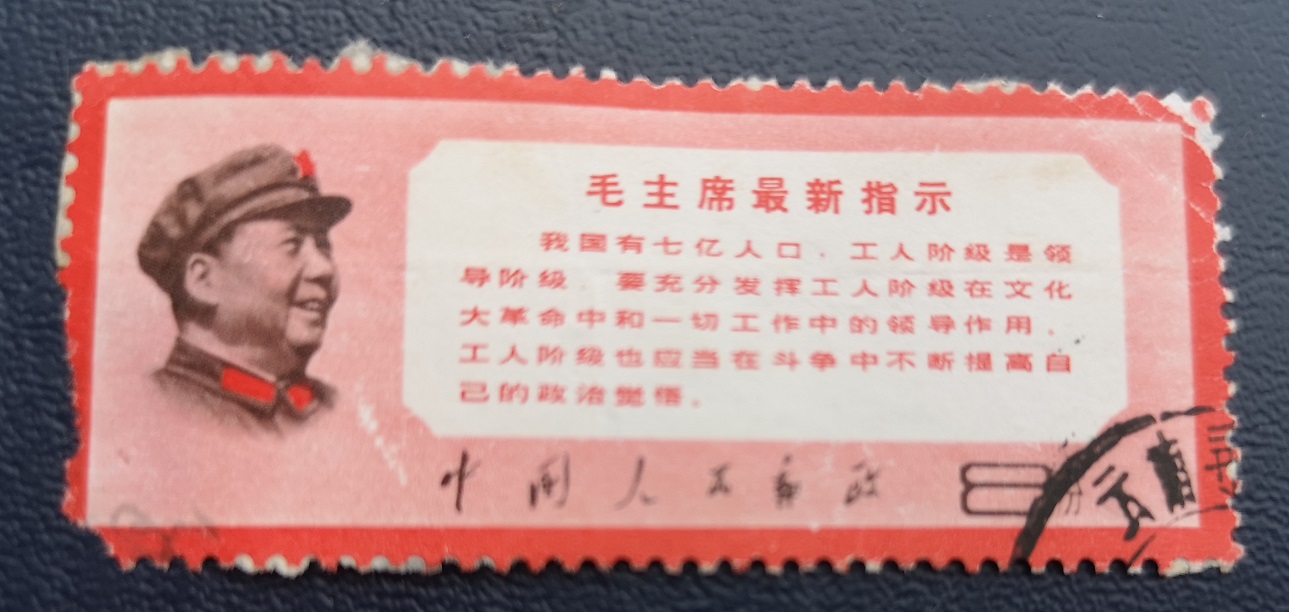 毛主席最新指示
我国有七亿人口，工人阶级是领
导阶级。要充分发挥工人阶级在文化
大革命中和一切工作中的领导作用。
工人阶级也应当在斗争中不断提高自
己的政治觉悟。
中国人民邮政 8分